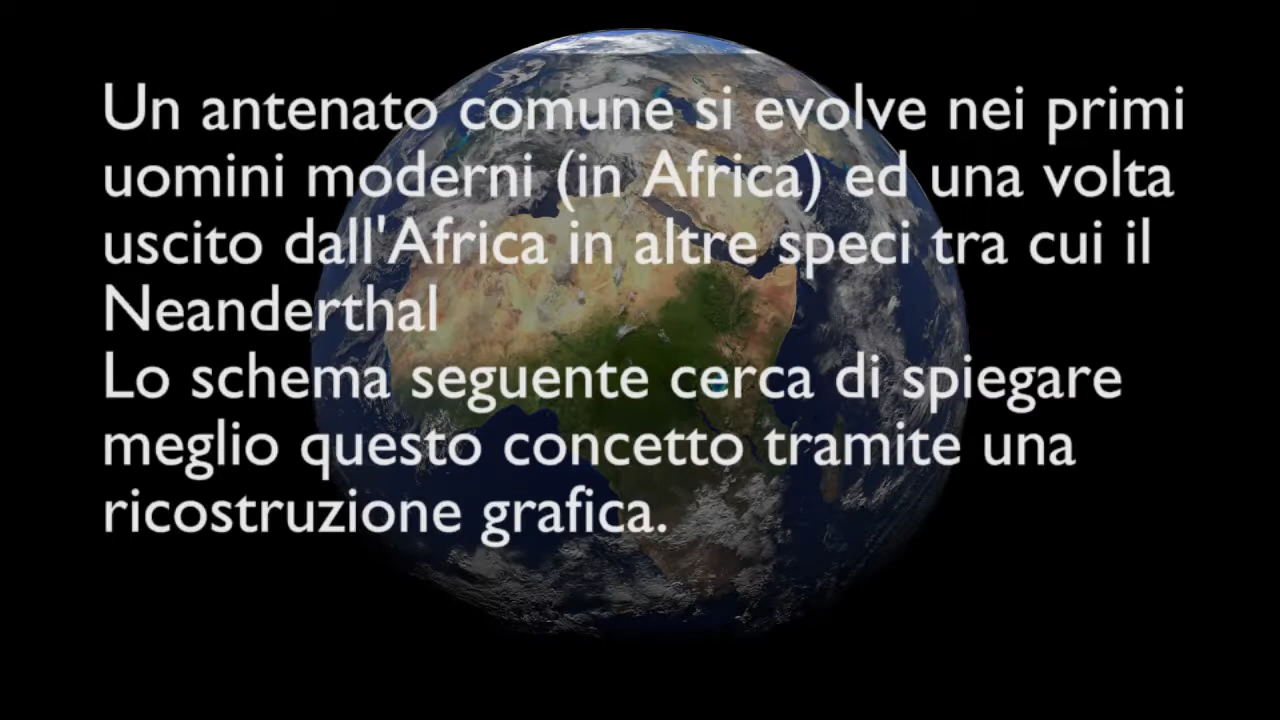 Un antenato comune si evolve nei primi
uomini moderni (in Africa) ed una volta
uscito dall'Africa in altre speci tra cui il
Neanderthal
Lo schema seguente cerca di spiegare
meglio questo concetto tramite una
ricostruzione grafica.